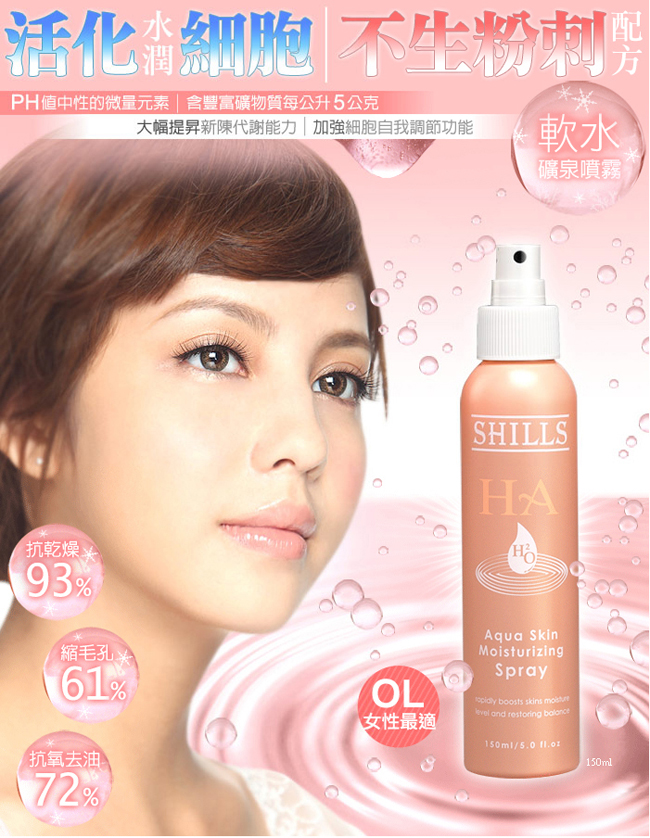 活化水潤細胞|不生粉刺配方
PH值中性的微量元素|含豐富礦物質每公升5公克
大幅提昇新陳代謝能力|加強細胞自我調節功能
軟水
礦泉噴霧
SHILLS
HA
H²O
Aqua Skin
Moisturizing
Spray
rapidly boosts skins moisture
level and restoring balance
150ml/5.0 fl.oz
150ml
抗乾燥
93%
縮毛孔
61%
抗氧去油
72%
OL
女性最適